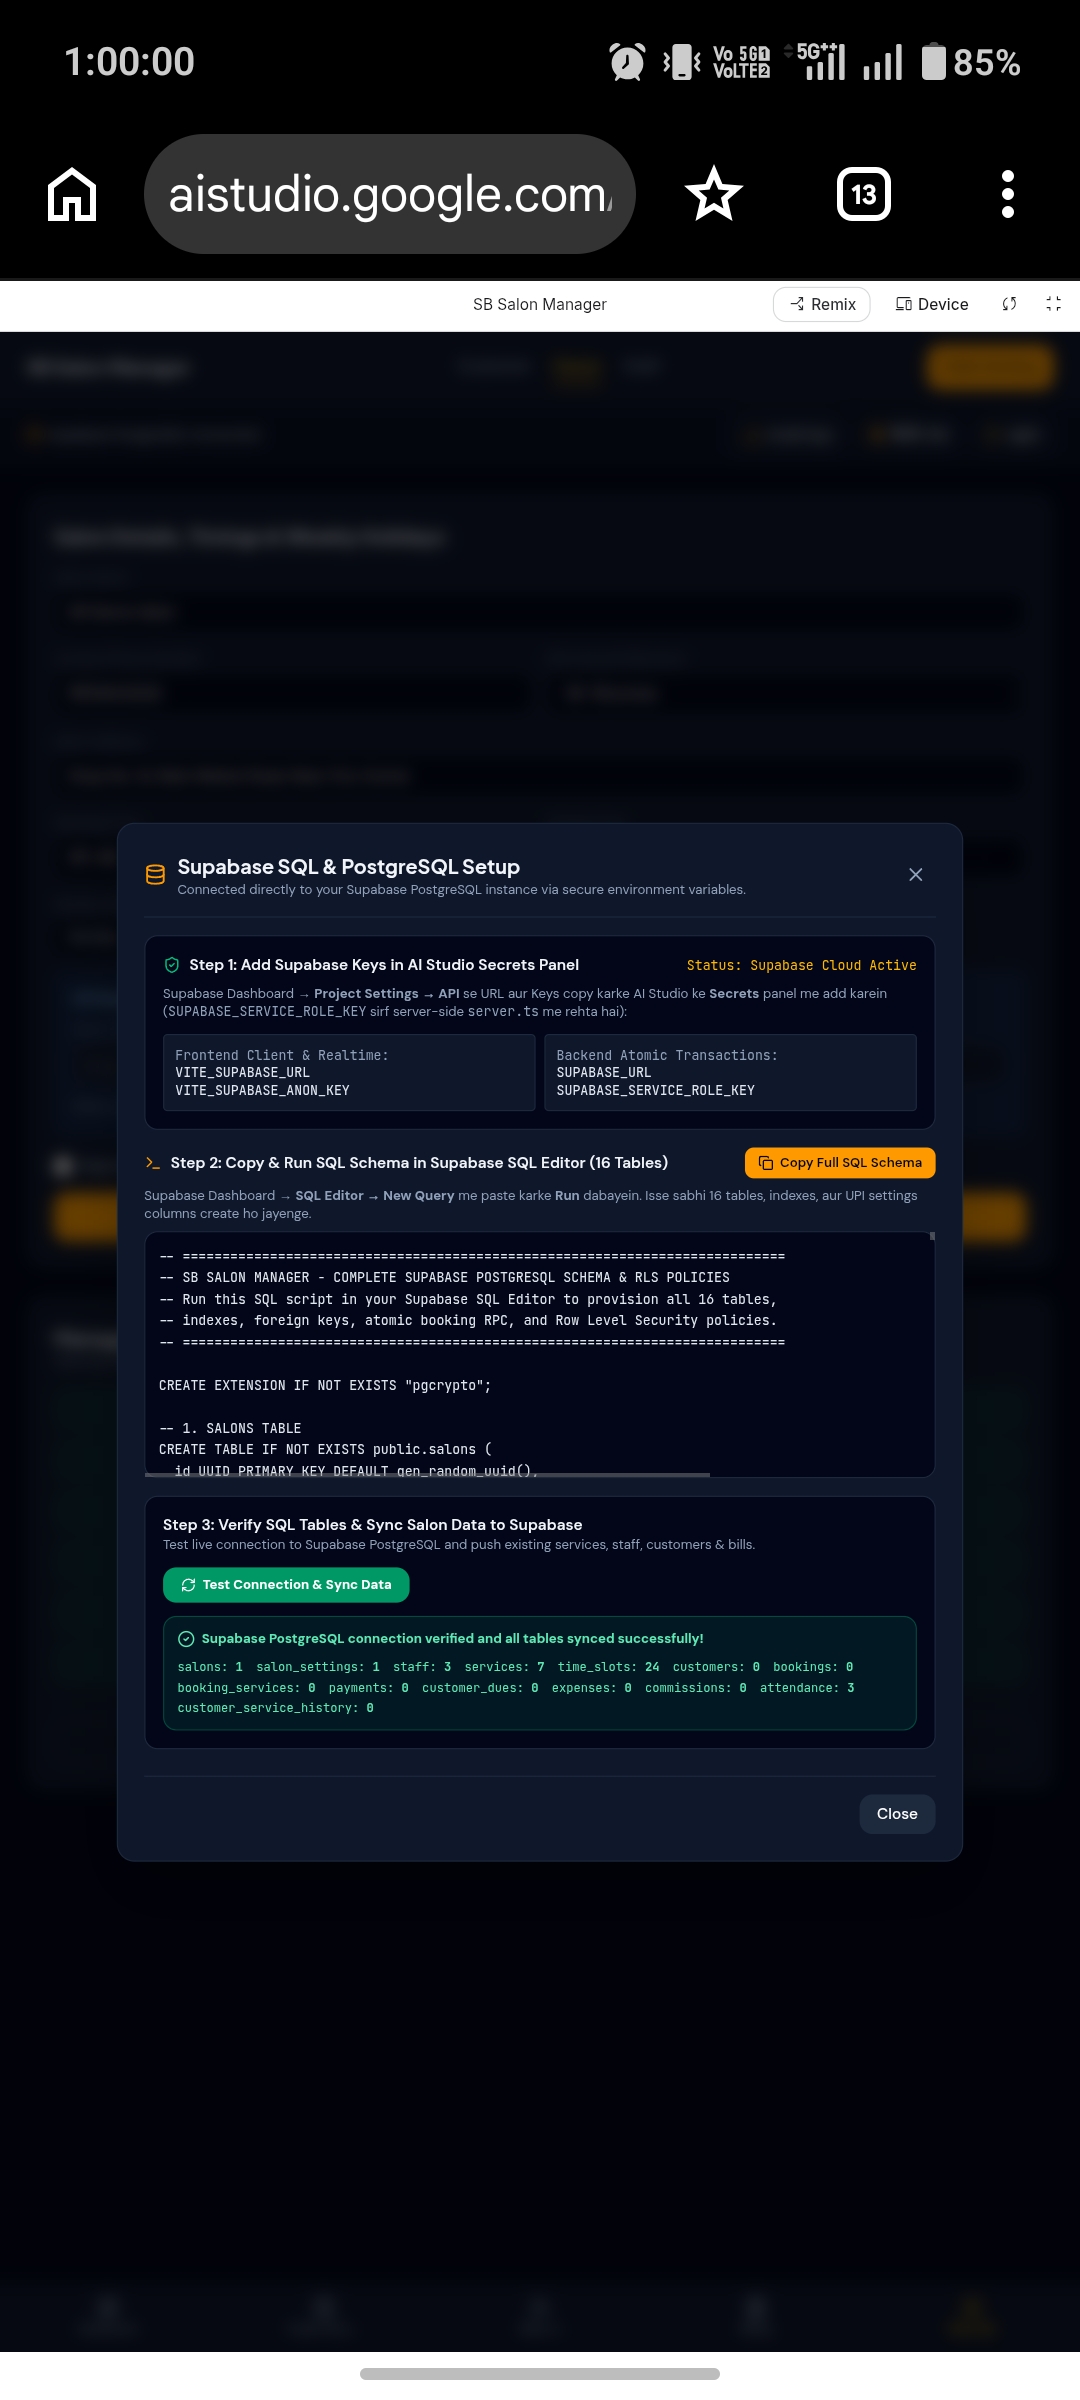 1:00:00
Vo 5G 1
VoLTE 2
5G++
85%
aistudio.google.com/
13
SB Salon Manager
Remix
Device
Supabase SQL & PostgreSQL Setup
Connected directly to your Supabase PostgreSQL instance via secure environment variables.
Step 1: Add Supabase Keys in AI Studio Secrets Panel
Status: Supabase Cloud Active
Supabase Dashboard → Project Settings → API se URL aur Keys copy karke AI Studio ke Secrets panel me add karein
(SUPABASE_SERVICE_ROLE_KEY sirf server-side server.ts me rehta hai):
Frontend Client & Realtime:
VITE_SUPABASE_URL
VITE_SUPABASE_ANON_KEY
Backend Atomic Transactions:
SUPABASE_URL
SUPABASE_SERVICE_ROLE_KEY
Step 2: Copy & Run SQL Schema in Supabase SQL Editor (16 Tables)
Copy Full SQL Schema
Supabase Dashboard → SQL Editor → New Query me paste karke Run dabayein. Isse sabhi 16 tables, indexes, aur UPI settings
columns create ho jayenge.
-- ============================================================================
-- SB SALON MANAGER - COMPLETE SUPABASE POSTGRESQL SCHEMA & RLS POLICIES
-- Run this SQL script in your Supabase SQL Editor to provision all 16 tables,
-- indexes, foreign keys, atomic booking RPC, and Row Level Security policies.
-- ============================================================================
CREATE EXTENSION IF NOT EXISTS "pgcrypto";
-- 1. SALONS TABLE
CREATE TABLE IF NOT EXISTS public.salons (
id UUID PRIMARY KEY DEFAULT gen_random_uuid(),
Step 3: Verify SQL Tables & Sync Salon Data to Supabase
Test live connection to Supabase PostgreSQL and push existing services, staff, customers & bills.
Test Connection & Sync Data
Supabase PostgreSQL connection verified and all tables synced successfully!
salons: 1 salon_settings: 1 staff: 3 services: 7 time_slots: 24 customers: 0 bookings: 0
booking_services: 0 payments: 0 customer_dues: 0 expenses: 0 commissions: 0 attendance: 3
customer_service_history: 0
Close